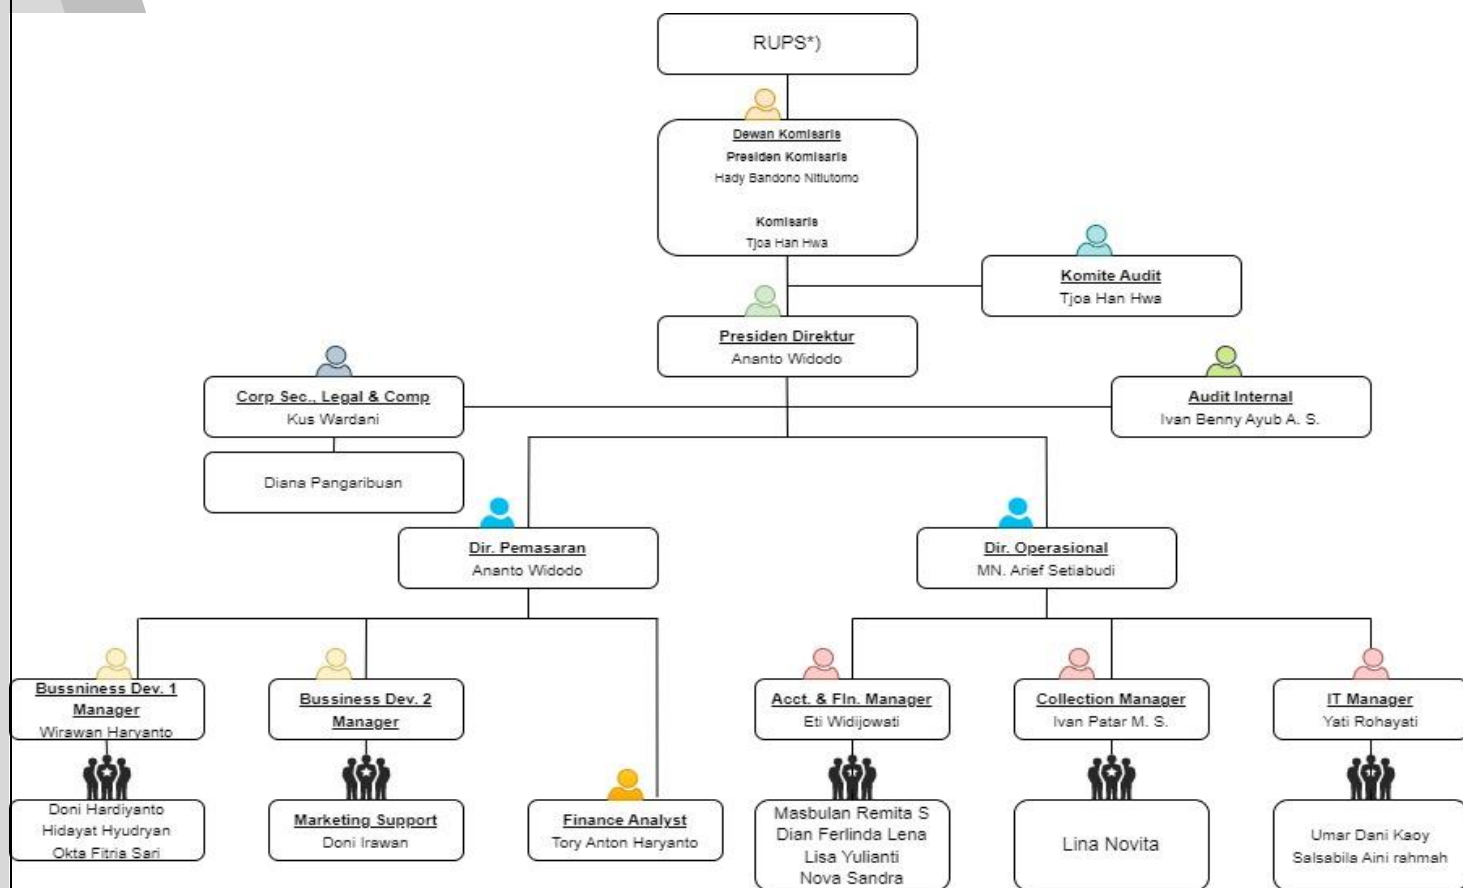 RUPS*)
Dewan Komisaris
Presiden Komisaris
Hady Bandono Nitiutomo
Komisaris
Tjoa Han Hwa
Komite Audit
Tjoa Han Hwa
Presiden Direktur
Ananto Widodo
Corp Sec., Legal & Comp
Kus Wardani
Audit Internal
Ivan Benny Ayub A. S.
Diana Pangaribuan
Dir. Pemasaran
Ananto Widodo
Dir. Operasional
MN. Arief Setiabudi
Bussniness Dev. 1
Manager
Wirawan Haryanto
Bussiness Dev. 2
Manager
Acct. & Fin. Manager
Eti Widijowati
Collection Manager
Ivan Patar M. S.
IT Manager
Yati Rohayati
Doni Hardiyanto
Hidayat Hyudryan
Okta Fitria Sari
Marketing Support
Doni Irawan
Finance Analyst
Tory Anton Haryanto
Masbulan Remita S
Dian Ferlinda Lena
Lisa Yulianti
Nova Sandra
Lina Novita
Umar Dani Kaoy
Salsabila Aini rahmah